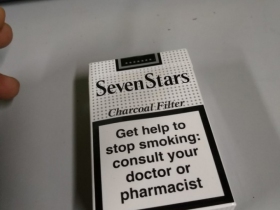 SevenStars
Charcoal Filter
Get help to
stop smoking:
consult your
doctor or
pharmacist